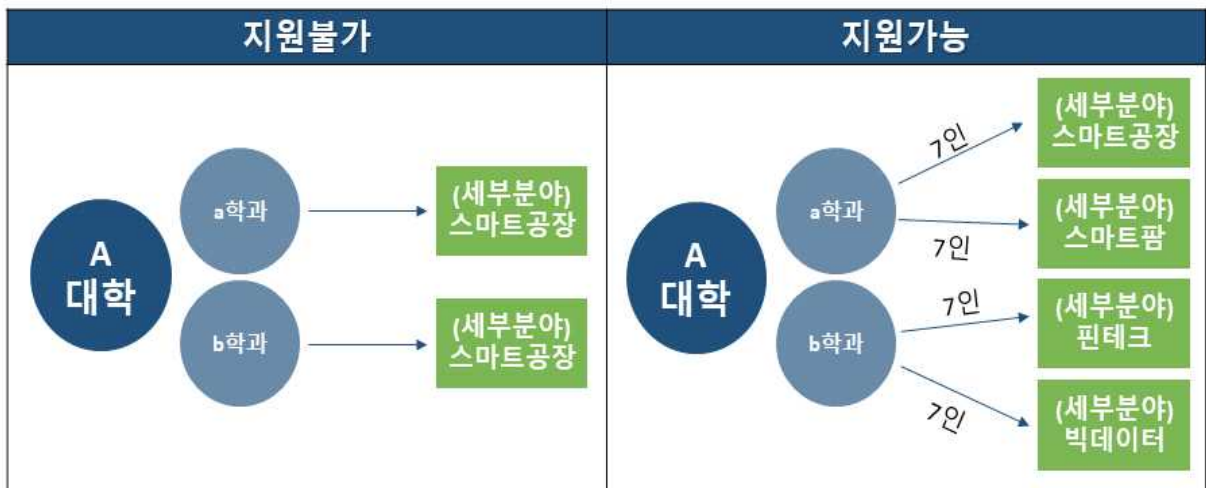 지원불가
A
대학
a학과
b학과
(세부분야)
스마트공장
(세부분야)
스마트공장
지원가능
A
대학
a학과
b학과
7인
7인
7인
7인
(세부분야)
스마트공장
(세부분야)
스마트팜
(세부분야)
핀테크
(세부분야)
빅데이터